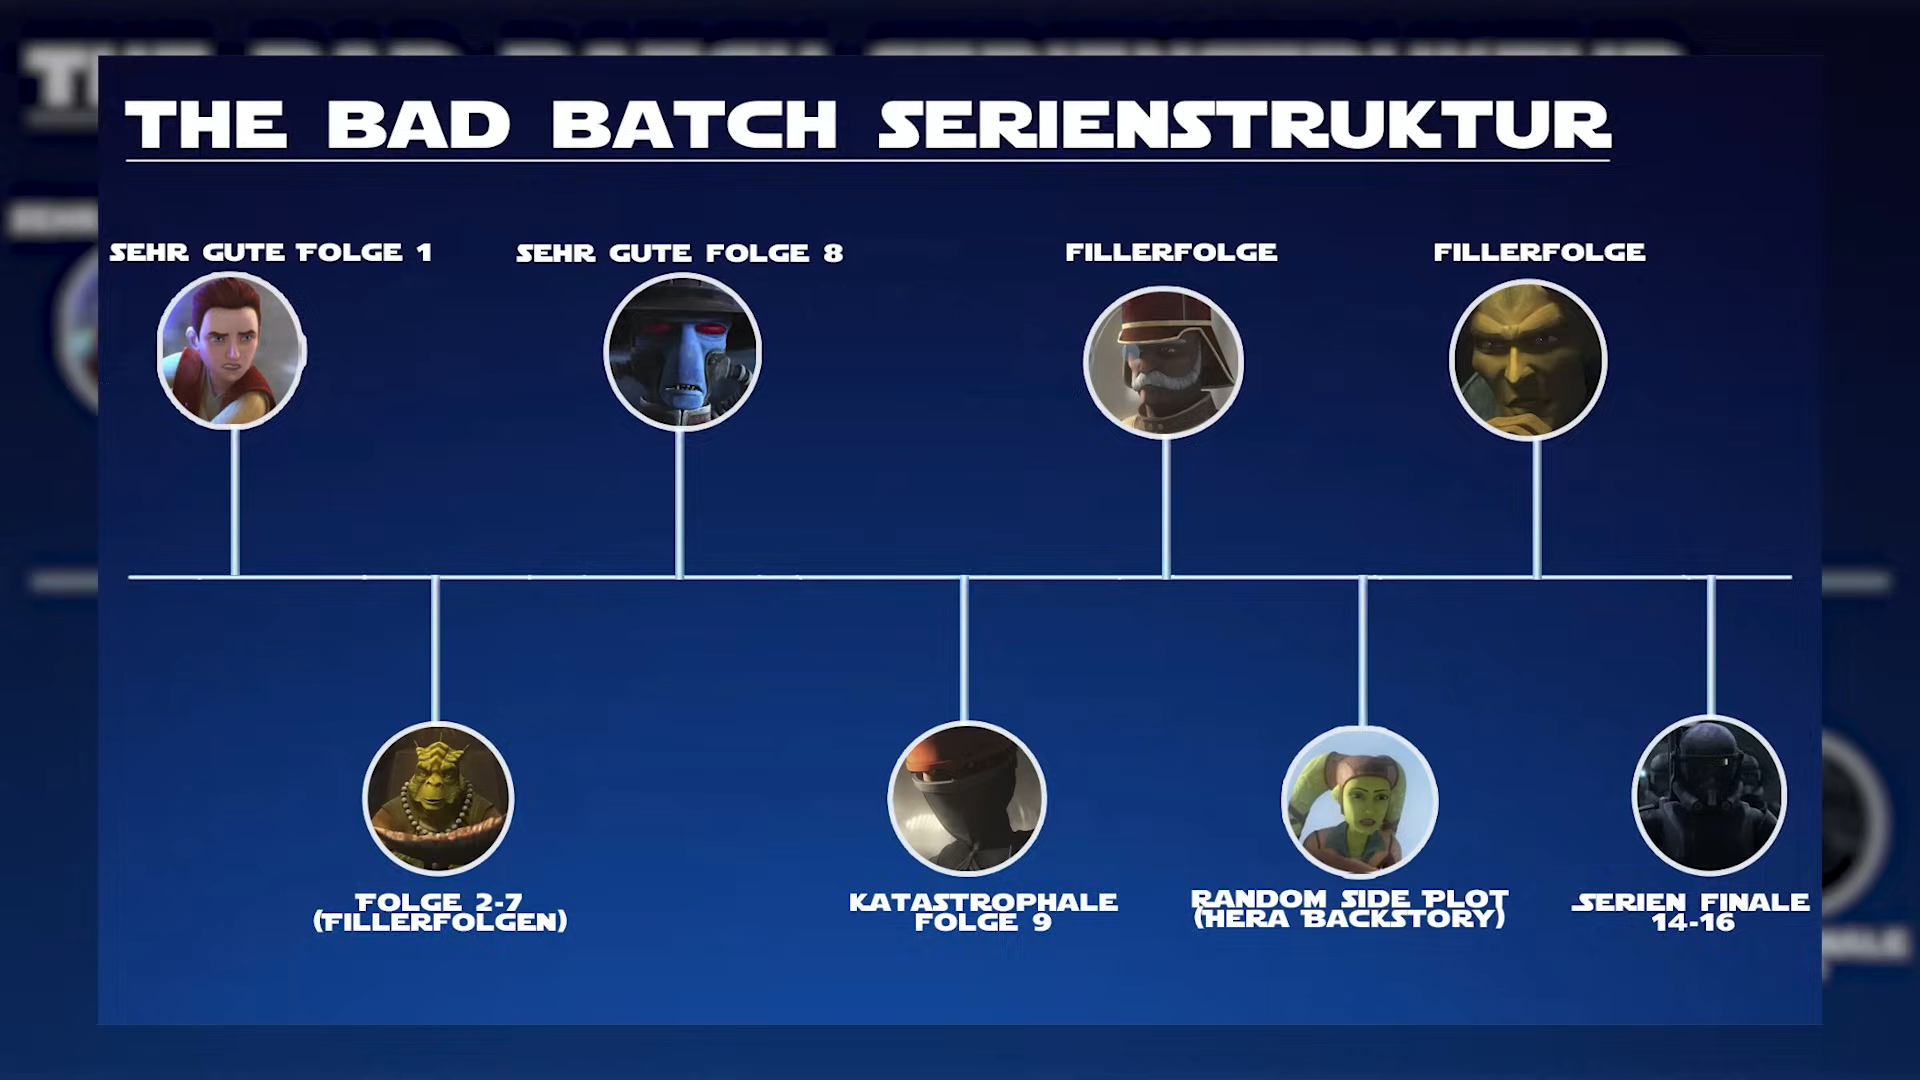 THE BAD BATCH SERIENSTRUKTUR
SEHR GUTE FOLGE 1
SEHR GUTE FOLGE 8
FILLERFOLGE
FILLERFOLGE
FOLGE 2-7
(FILLERFOLGEN)
KATASTROPHALE
FOLGE 9
RANDOM SIDE PLOT
(HERA BACKSTORY)
SERIEN FINALE
14-16